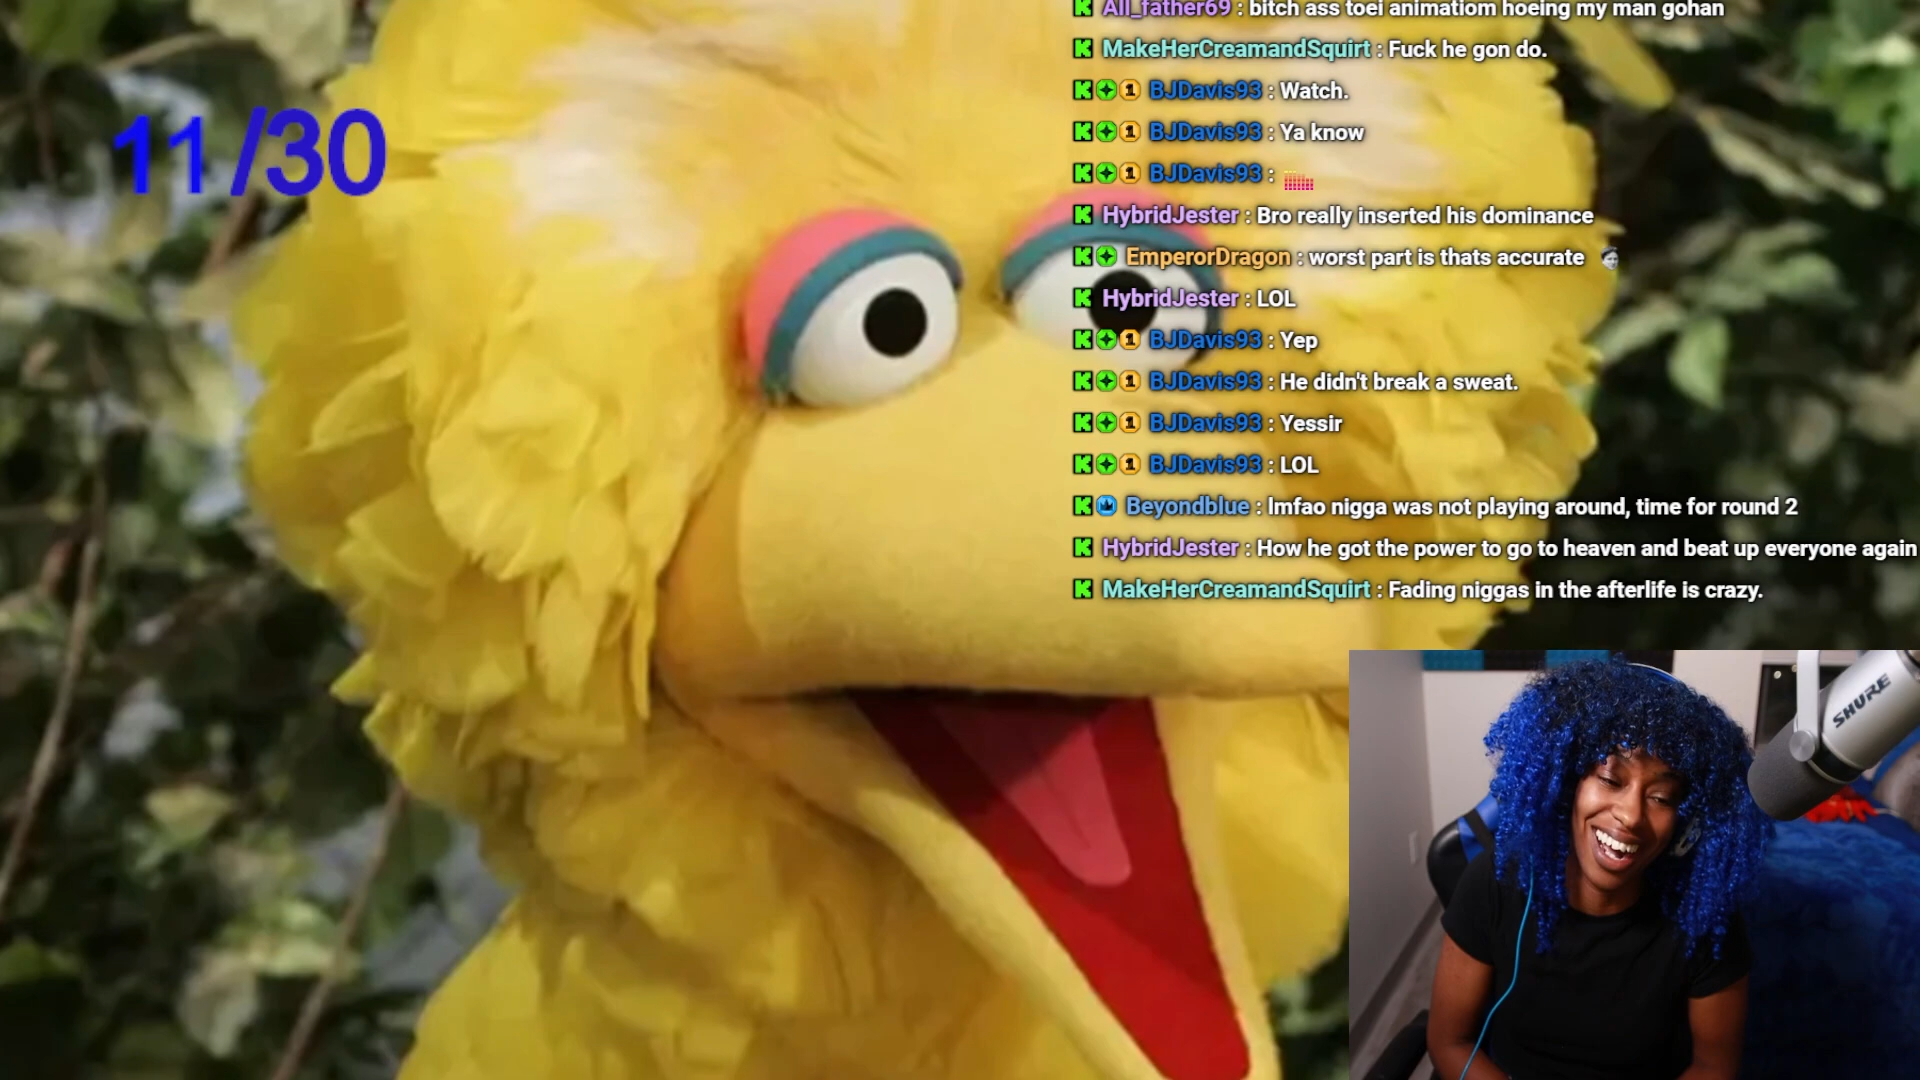 All_father69 : bitch ass toei animatiom hoeing my man gohan
MakeHerCreamandSquirt : Fuck he gon do.
11/30
BJDavis93 : Watch.
BJDavis93 : Ya know
BJDavis93 :
HybridJester : Bro really inserted his dominance
EmperorDragon : worst part is thats accurate
HybridJester : LOL
BJDavis93 : Yep
BJDavis93 : He didn't break a sweat.
BJDavis93 : Yessir
BJDavis93 : LOL
Beyondblue : lmfao nigga was not playing around, time for round 2
HybridJester : How he got the power to go to heaven and beat up everyone again
MakeHerCreamandSquirt : Fading niggas in the afterlife is crazy.
SHURE